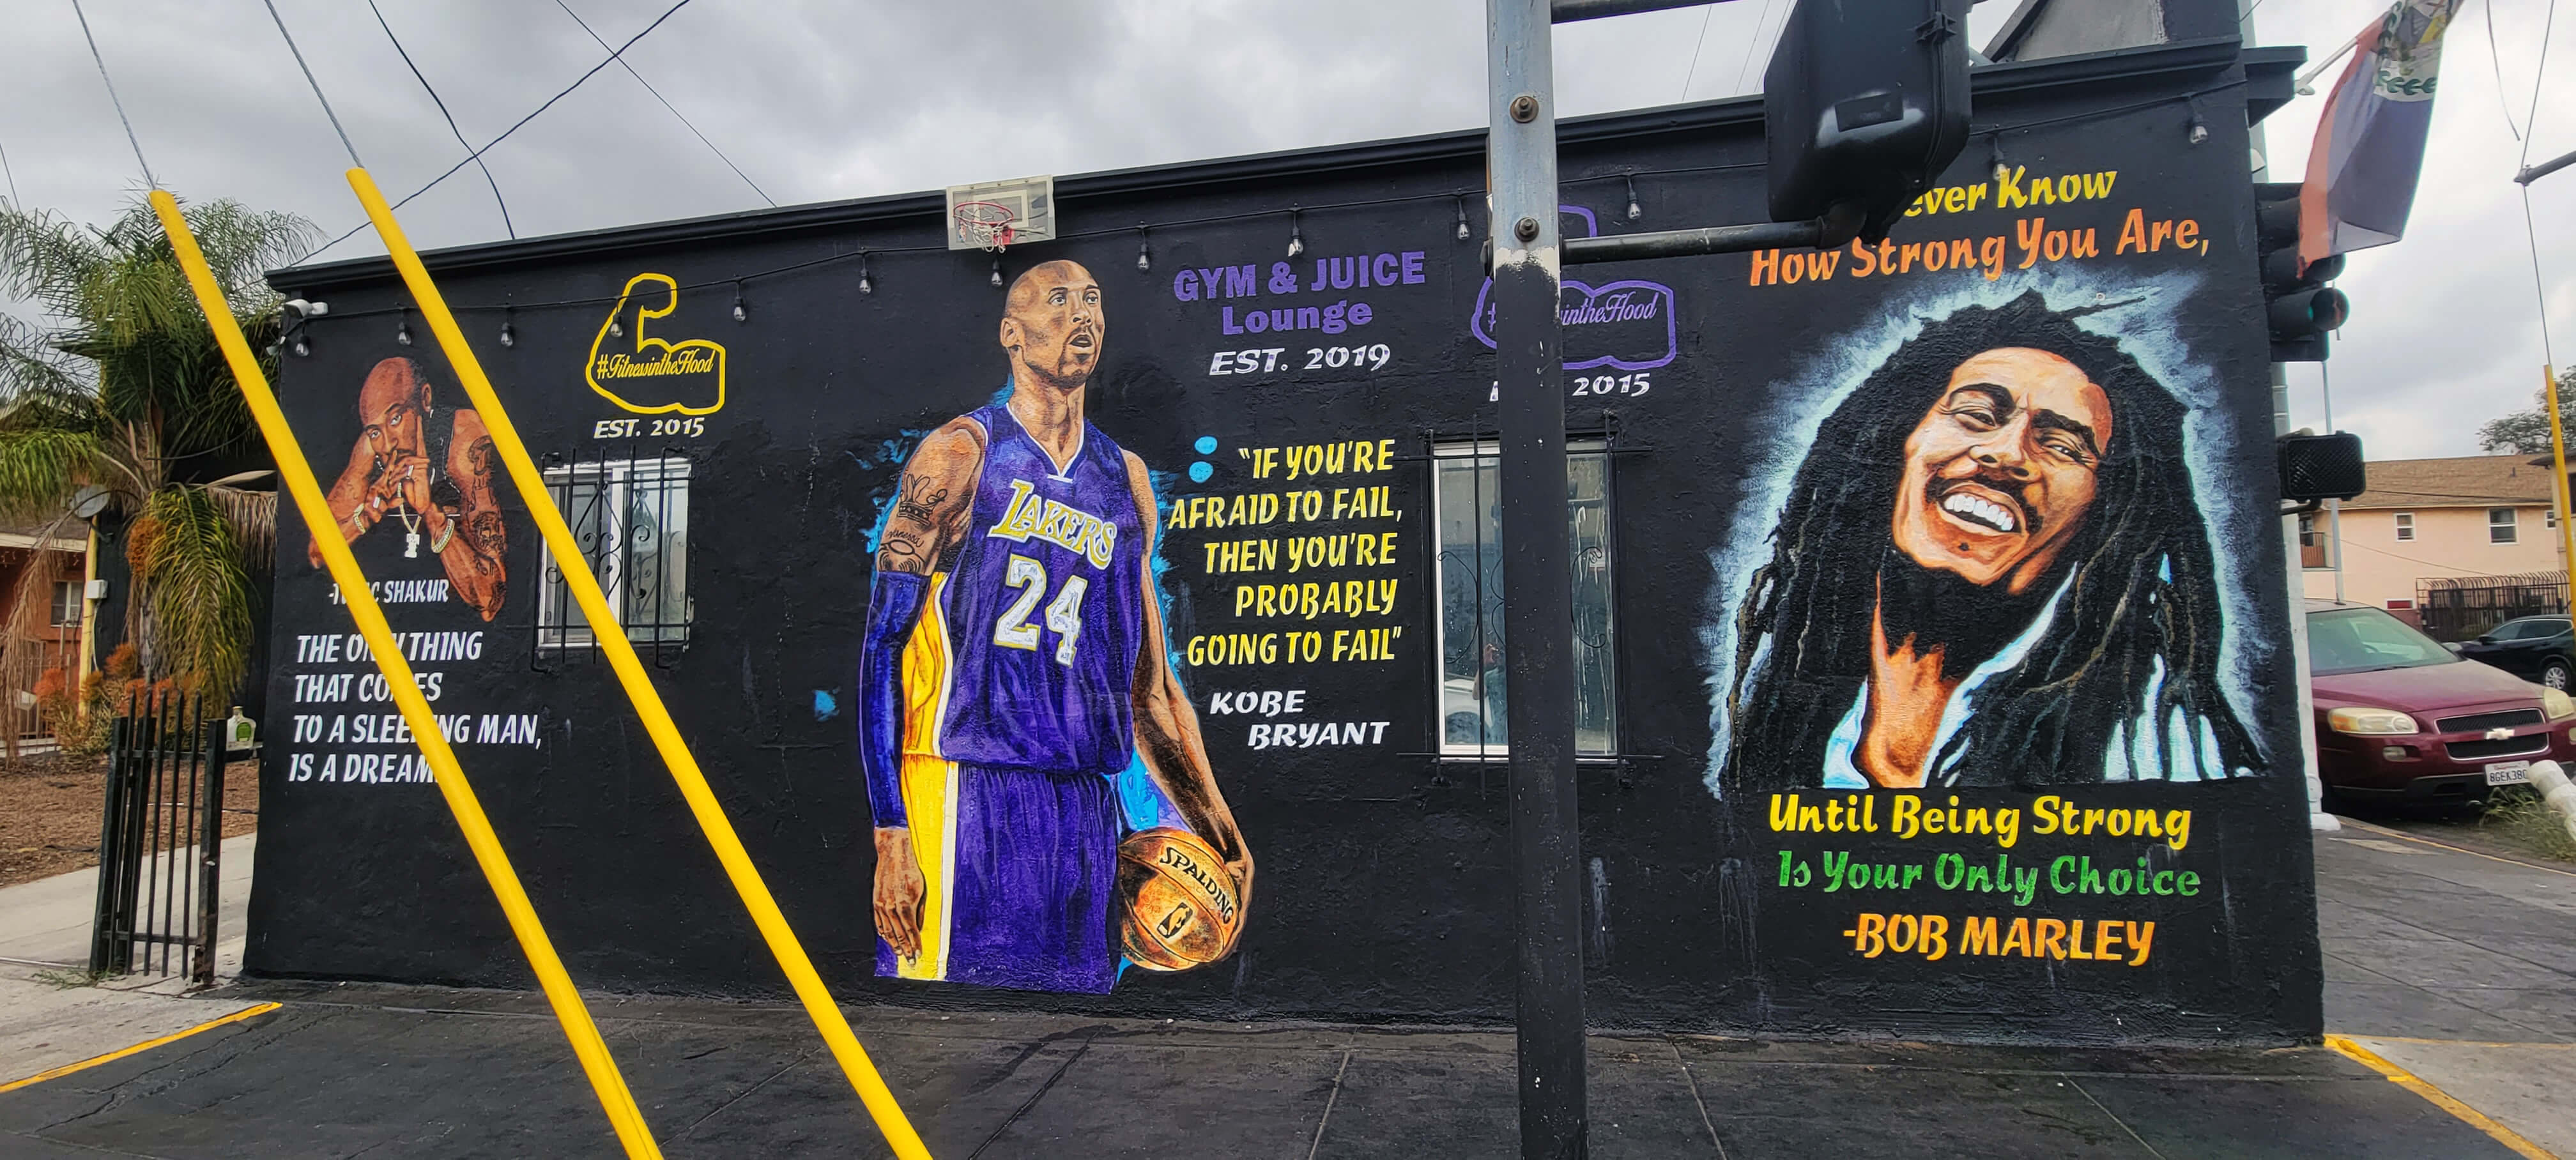 SHAKUR
THE THING
THAT
TO A MAN,
IS A DREAM
#FitnessintheHood
EST. 2015
LAKERS
24
SPALDING
GYM & JUICE
Lounge
EST. 2019
"IF YOU'RE
AFRAID TO FAIL,
THEN YOU'RE
PROBABLY
GOING TO FAIL"
KOBE
BRYANT
2015
Know
How Strong You Are,
Until Being Strong
Is Your Only Choice
-BOB MARLEY